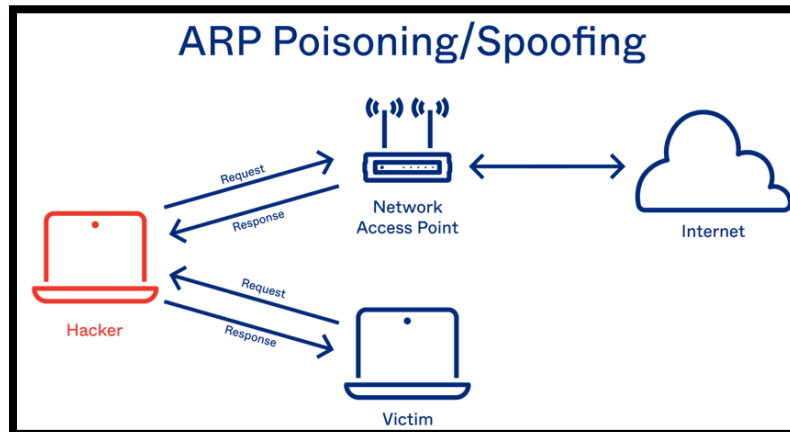 ARP Poisoning/Spoofing
Request
Response
Network
Access Point
Internet
Hacker
Request
Response
Victim